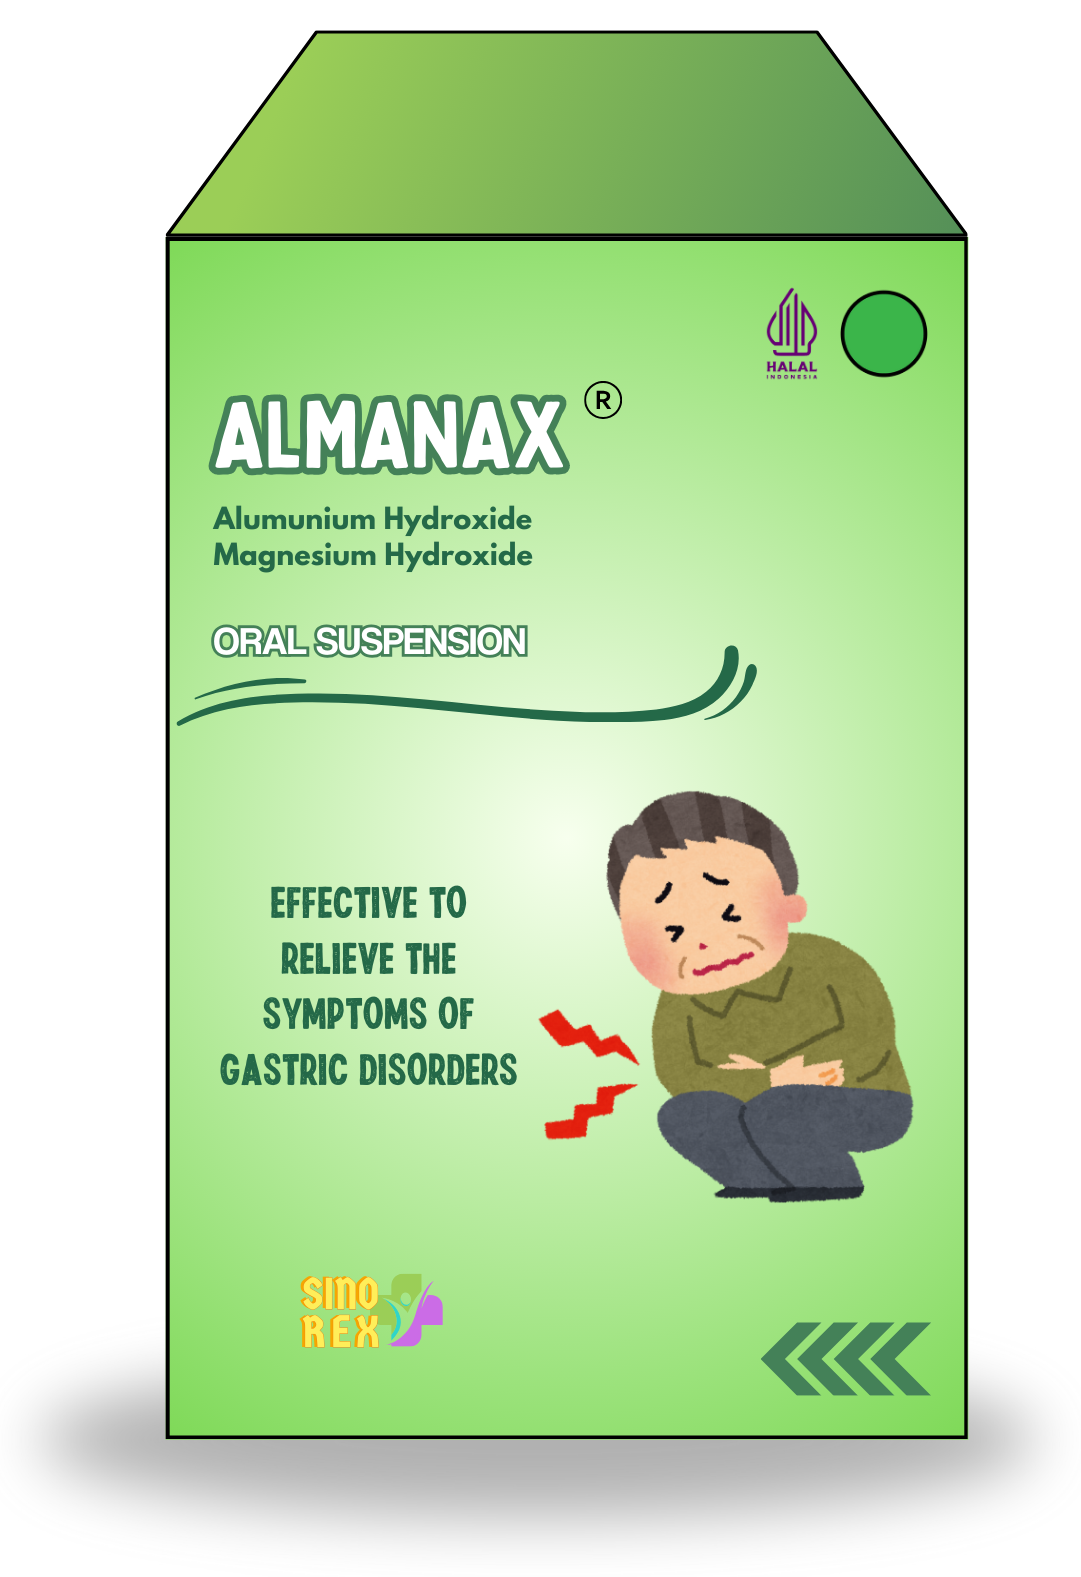 HALAL
INDONESIA
ALMANAX ®
Alumunium Hydroxide
Magnesium Hydroxide
ORAL SUSPENSION
EFFECTIVE TO
RELIEVE THE
SYMPTOMS OF
GASTRIC DISORDERS
SINO
REX